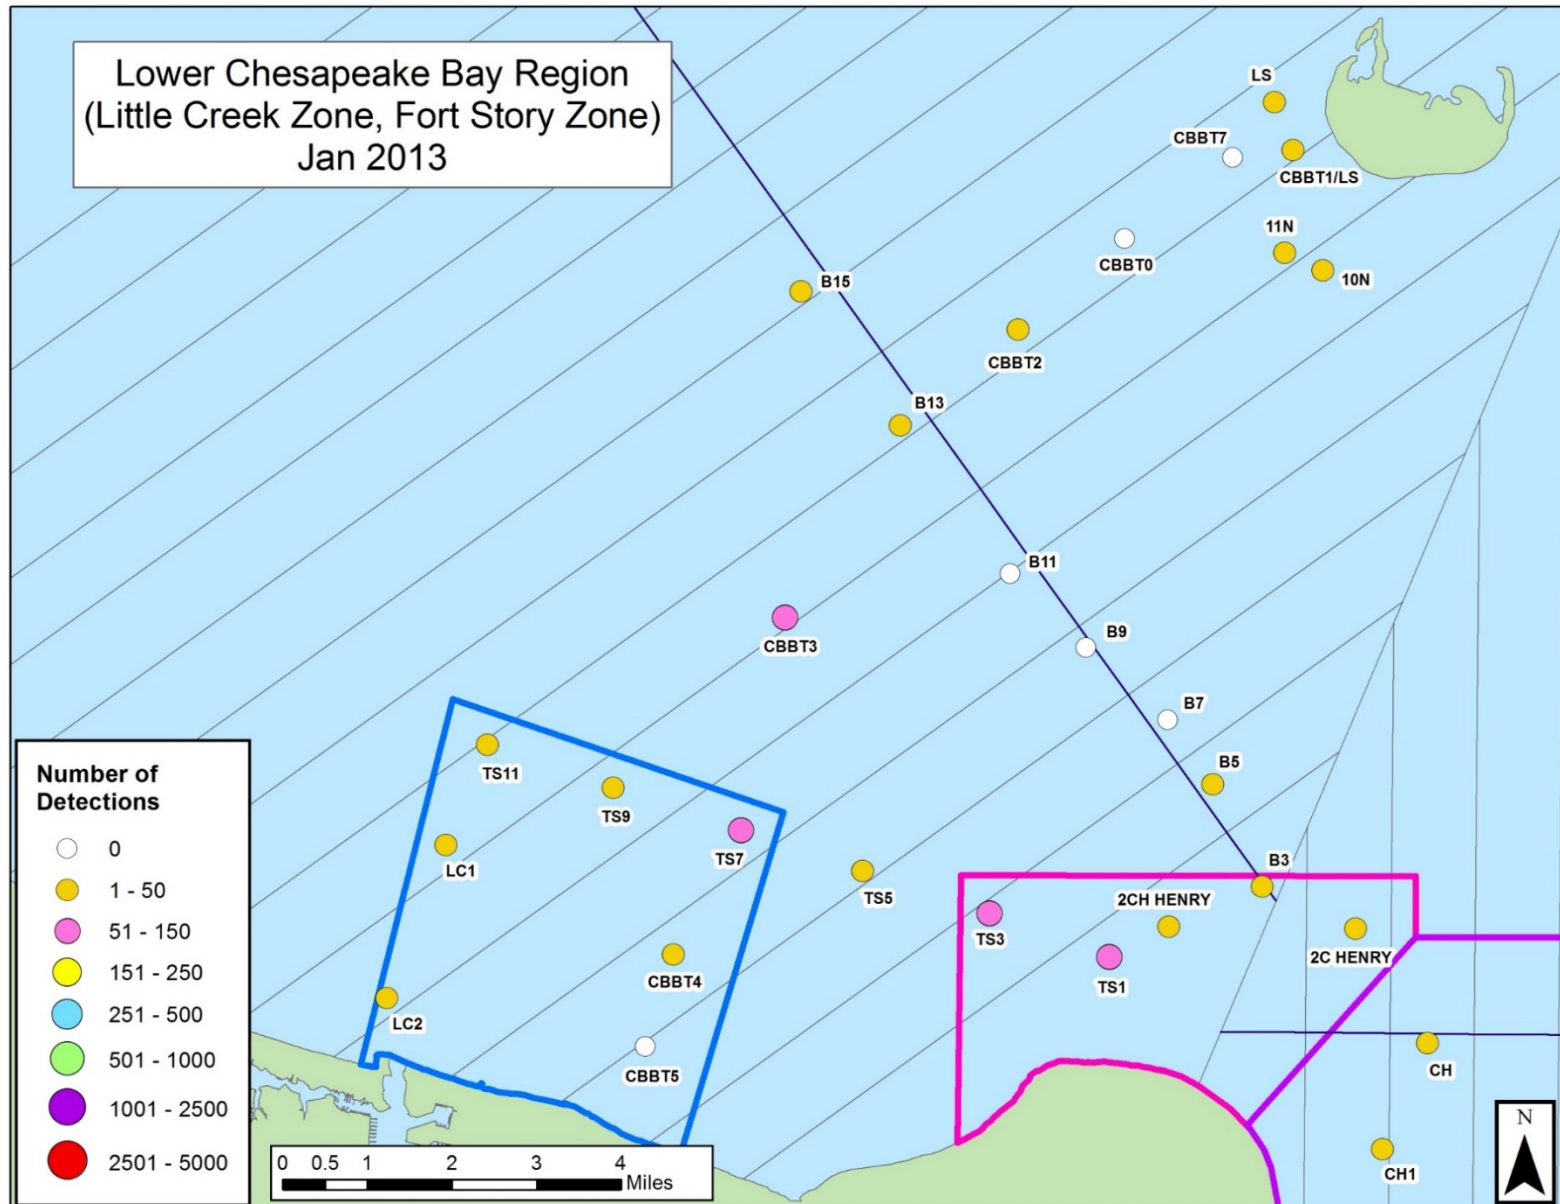 Lower Chesapeake Bay Region
(Little Creek Zone, Fort Story Zone)
Jan 2013
LS
CBBT7
CBBT1/LS
11N
CBBT0
10N
B15
CBBT2
B13
B11
CBBT3
B9
B7
B5
TS11
TS9
TS7
LC1
TS5
B3
2CH HENRY
TS3
2C HENRY
TS1
CBBT4
LC2
CBBT5
CH
CH1
Number of
Detections
0
1 - 50
51 - 150
151 - 250
251 - 500
501 - 1000
1001 - 2500
2501 - 5000
0 0.5 1 2 3 4
Miles
N